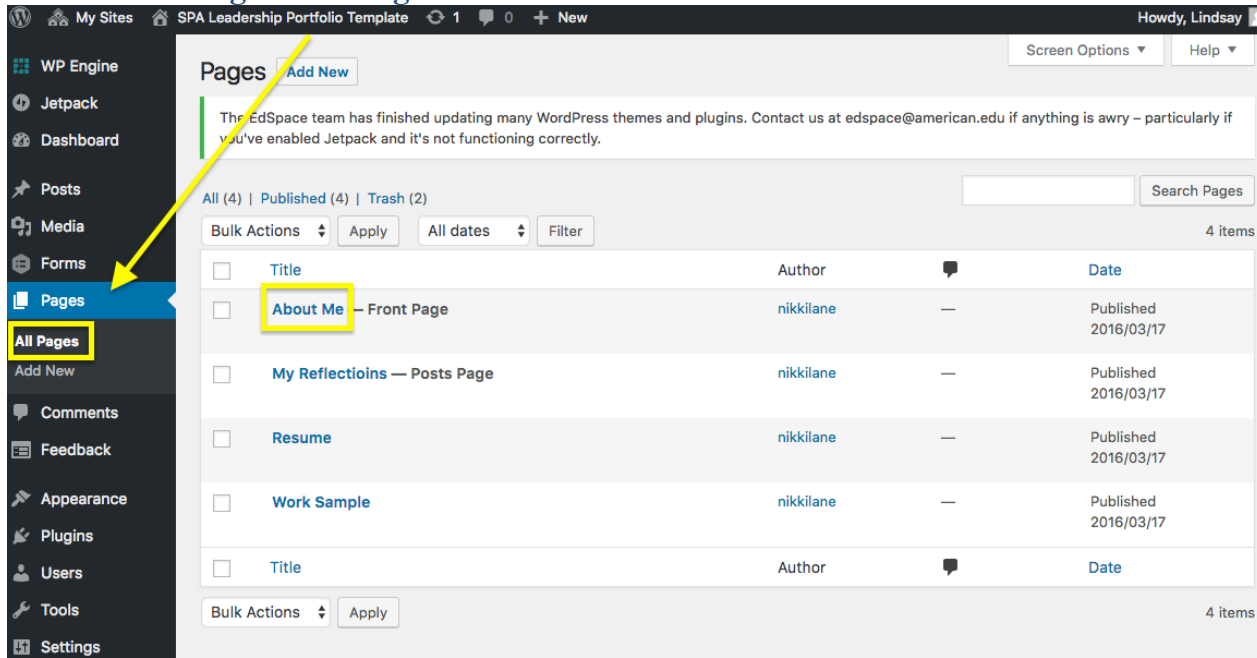 My Sites SPA Leadership Portfolio Template 1 0 + New Howdy, Lindsay
WP Engine
Jetpack
Dashboard
Posts
Media
Forms
Pages
All Pages
Add New
Comments
Feedback
Appearance
Plugins
Users
Tools
Settings
Screen Options ▼ Help ▼
Pages Add New
The EdSpace team has finished updating many WordPress themes and plugins. Contact us at edspace@american.edu if anything is awry – particularly if
you've enabled Jetpack and it's not functioning correctly.
All (4) | Published (4) | Trash (2) Search Pages
Bulk Actions Apply All dates Filter 4 items
Title Author Date
About Me — Front Page nikkilane — Published
2016/03/17
My Reflectioins — Posts Page nikkilane — Published
2016/03/17
Resume nikkilane — Published
2016/03/17
Work Sample nikkilane — Published
2016/03/17
Title Author Date
Bulk Actions Apply 4 items